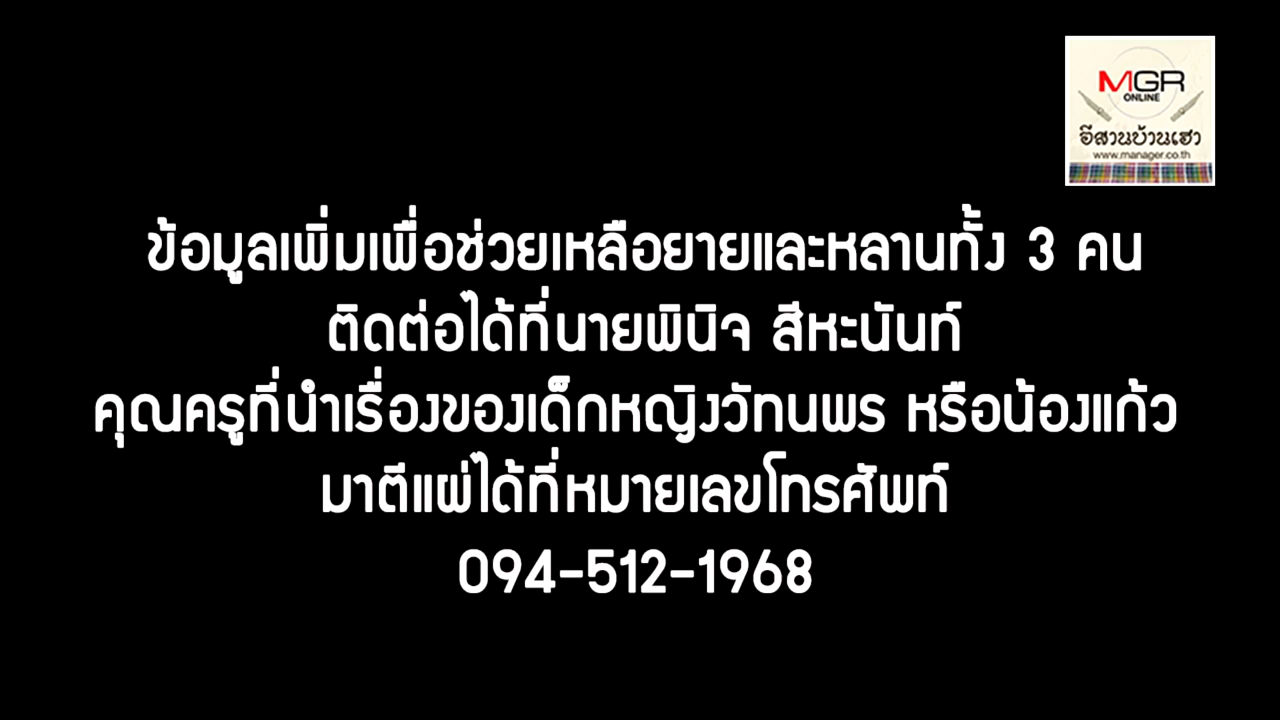 MGR
ONLINE
อีสานบ้านเฮา
www.manager.co.th
ข้อมูลเพิ่มเพื่อช่วยเหลือยายและหลานทั้ง 3 คน
ติดต่อได้ที่นายพินิจ สีหะนันท์
คุณครูที่นำเรื่องของเด็กหญิงวัทนพร หรือน้องแก้ว
มาตีแผ่ได้ที่หมายเลขโทรศัพท์
094-512-1968